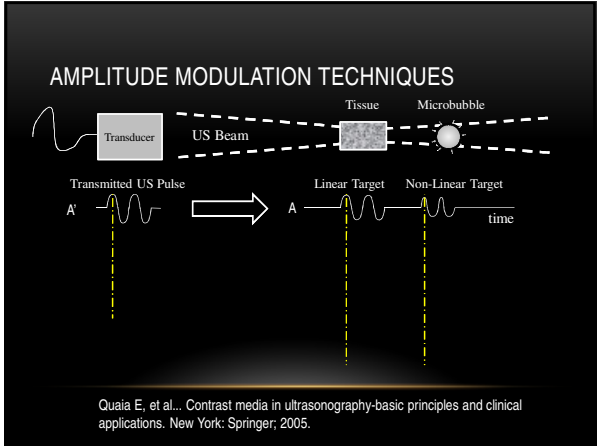 AMPLITUDE MODULATION TECHNIQUES
Tissue
Microbubble
Transducer
US Beam
Transmitted US Pulse
Linear Target
Non-Linear Target
A'
A
time
Quaia E, et al... Contrast media in ultrasonography-basic principles and clinical
applications. New York: Springer; 2005.